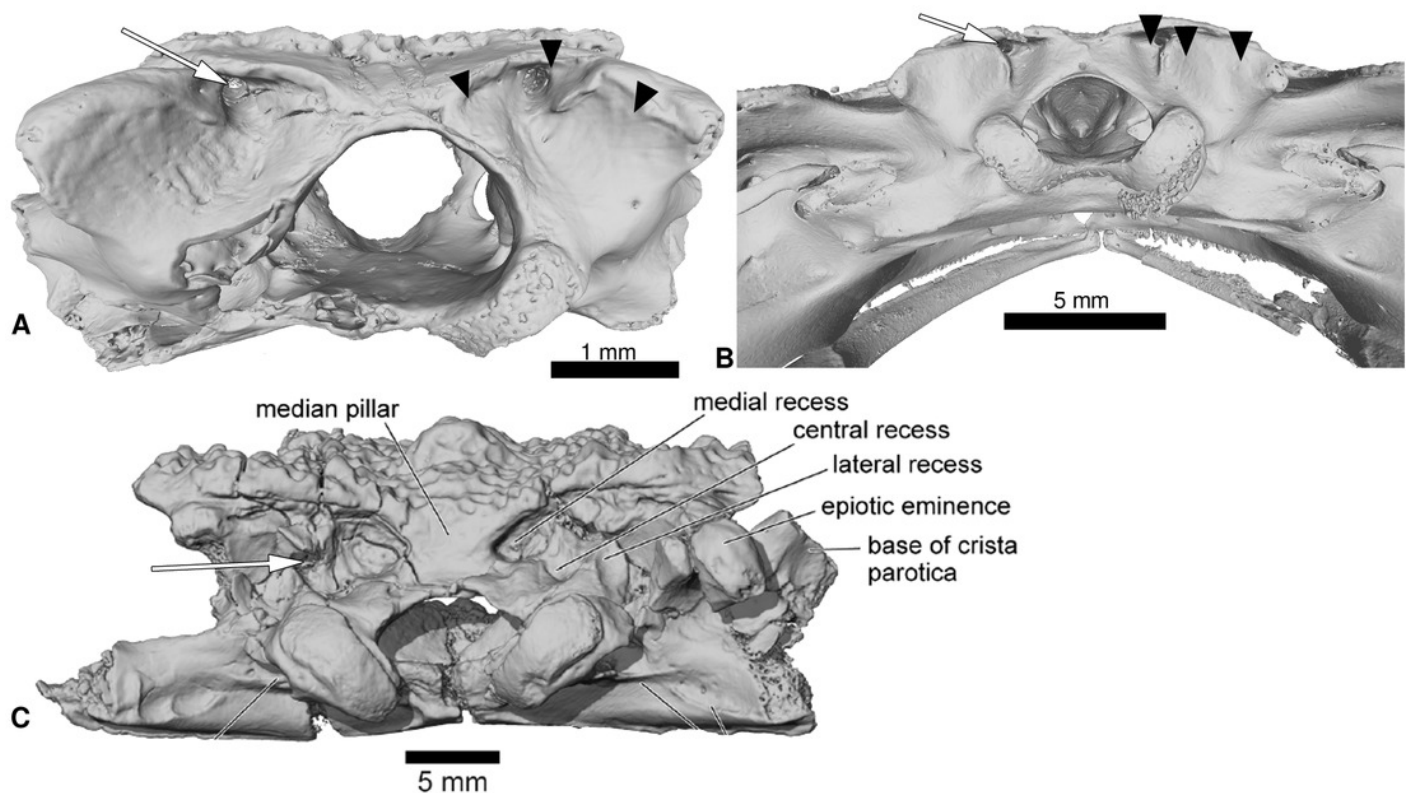 A
1 mm
B
5 mm
median pillar
medial recess
central recess
lateral recess
epiotic eminence
base of crista
parotica
C
5 mm